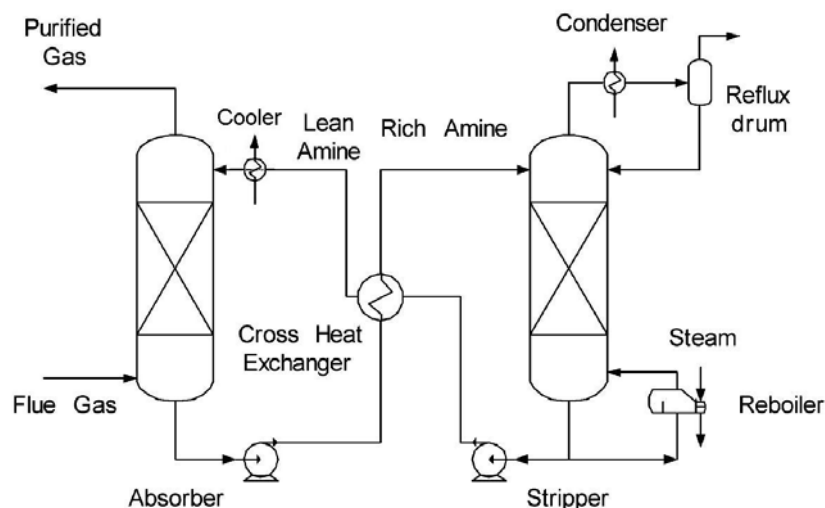 Purified
Gas
Condenser
Reflux
drum
Cooler
Lean
Amine
Rich Amine
Cross Heat
Exchanger
Steam
Flue Gas
Reboiler
Absorber
Stripper